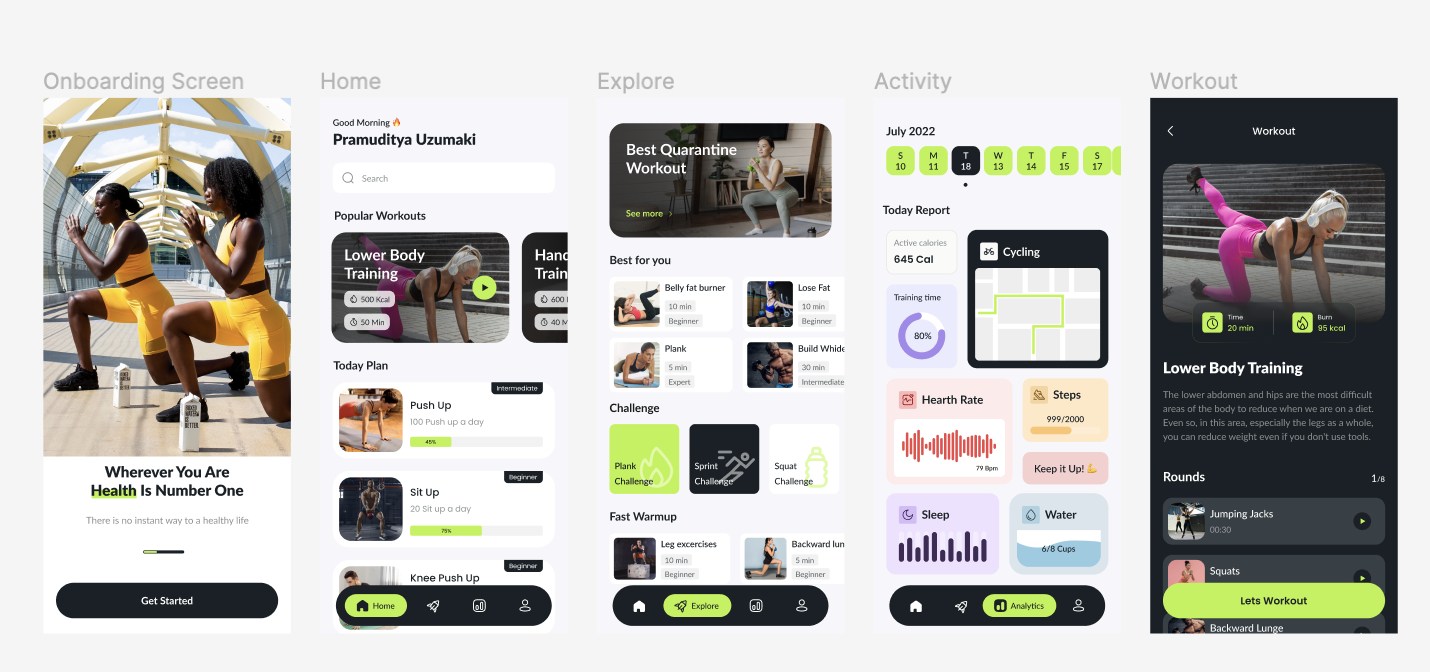 Onboarding Screen
Wherever You Are
Health Is Number One
There is no instant way to a healthy life
Get Started
Home
Good Morning 🔥
Pramuditya Uzumaki
Search
Popular Workouts
Lower Body
Training
500 Kcal
50 Min
Hand
Train
600
40 M
Today Plan
Intermediate
Push Up
100 Push up a day
45%
Beginner
Sit Up
20 Sit up a day
75%
Beginner
Knee Push Up
Home
Explore
Best Quarantine
Workout
See more
Best for you
Belly fat burner
10 min
Beginner
Lose Fat
10 min
Beginner
Plank
5 min
Expert
Build Wide
30 min
Intermediate
Challenge
Plank
Challenge
Sprint
Challenge
Squat
Challenge
Fast Warmup
Leg excercises
10 min
Beginner
Backward lun
5 min
Beginner
Explore
Activity
July 2022
S M T W T F S
10 11 18 13 14 15 17
Today Report
Active calories
645 Cal
Training time
80%
Cycling
Hearth Rate
79 Bpm
Steps
999/2000
Keep it Up! 💪
Sleep
Water
6/8 Cups
Analytics
Workout
Workout
Time
20 min
Burn
95 kcal
Lower Body Training
The lower abdomen and hips are the most difficult
areas of the body to reduce when we are on a diet.
Even so, in this area, especially the legs as a whole,
you can reduce weight even if you don't use tools.
Rounds
1/8
Jumping Jacks
00:30
Squats
Lets Workout
Backward Lunge